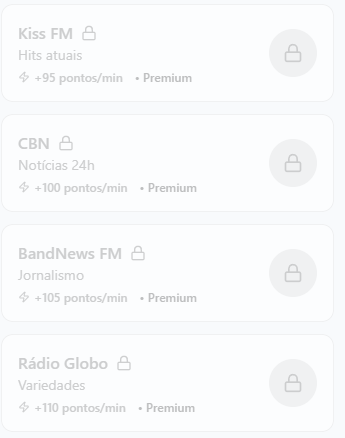 Kiss FM
Hits atuais
+95 pontos/min • Premium
CBN
Notícias 24h
+100 pontos/min • Premium
BandNews FM
Jornalismo
+105 pontos/min • Premium
Rádio Globo
Variedades
+110 pontos/min • Premium